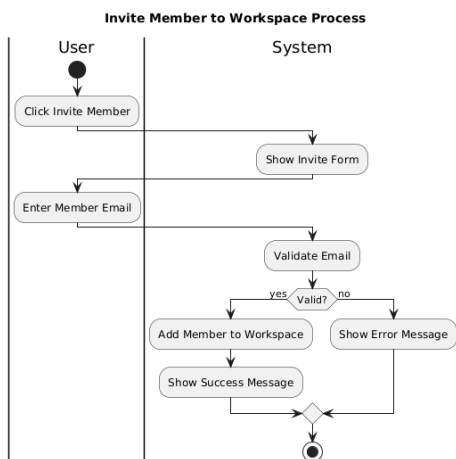 Invite Member to Workspace Process
User
System
Click Invite Member
Show Invite Form
Enter Member Email
Validate Email
yes
Valid?
no
Add Member to Workspace
Show Error Message
Show Success Message